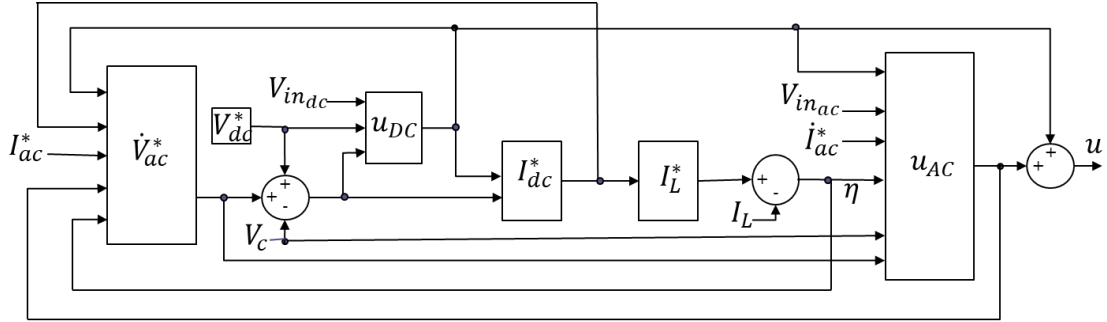 I*ac
V̇*ac
V*dc
+
+
-
Vc
Vindc
uDC
I*dc
I*L
+
-
IL
η
Vinac
İ*ac
uAC
+
+
u